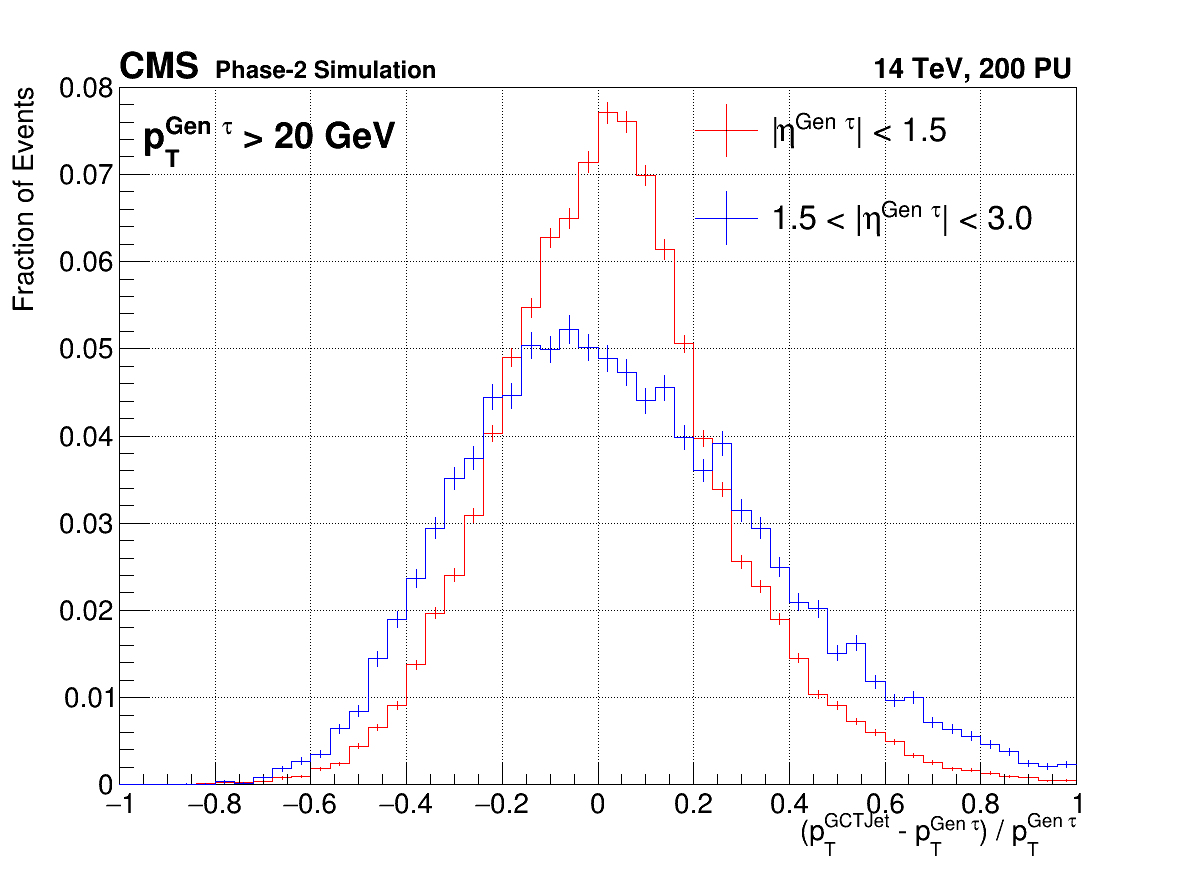 CMS Phase-2 Simulation 14 TeV, 200 PU
Fraction of Events
p_T^{Gen τ} > 20 GeV
|η^{Gen τ}| < 1.5
1.5 < |η^{Gen τ}| < 3.0
0.08
0.07
0.06
0.05
0.04
0.03
0.02
0.01
0
−1 −0.8 −0.6 −0.4 −0.2 0 0.2 0.4 0.6 0.8 1
(p_T^{GCTJet} - p_T^{Gen τ}) / p_T^{Gen τ}